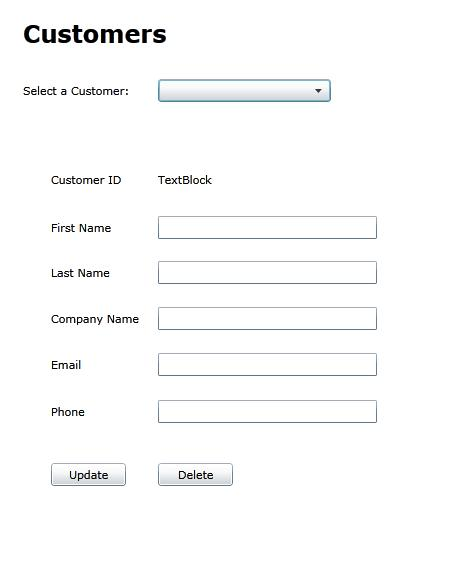 Customers
Select a Customer:
Customer ID TextBlock
First Name
Last Name
Company Name
Email
Phone
Update Delete